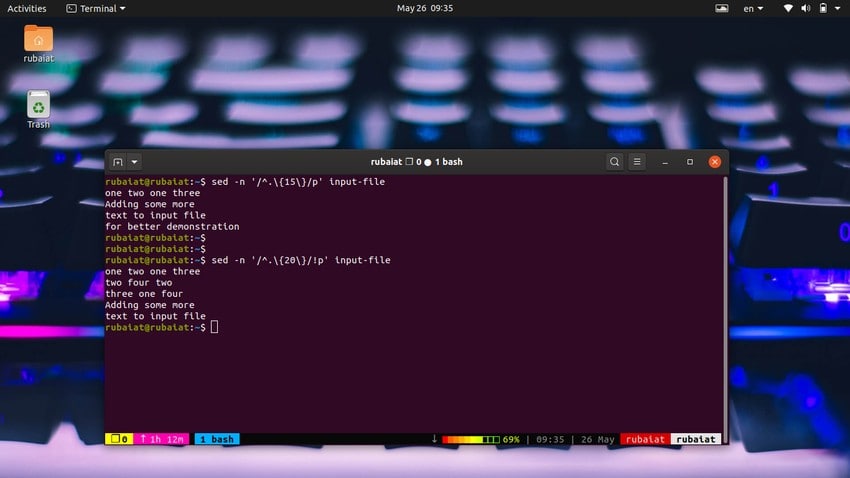 Activities Terminal May 26 09:35 en
rubaiat
Trash
rubaiat 0 1 bash
rubaiat@rubaiat:~$ sed -n '/^.\{15\}/p' input-file
one two one three
Adding some more
text to input file
for better demonstration
rubaiat@rubaiat:~$
rubaiat@rubaiat:~$
rubaiat@rubaiat:~$ sed -n '/^.\{20\}/!p' input-file
one two one three
two four two
three one four
Adding some more
text to input file
rubaiat@rubaiat:~$
0 ↑ 1h 12m 1 bash ↓ 69% | 09:35 | 26 May rubaiat rubaiat